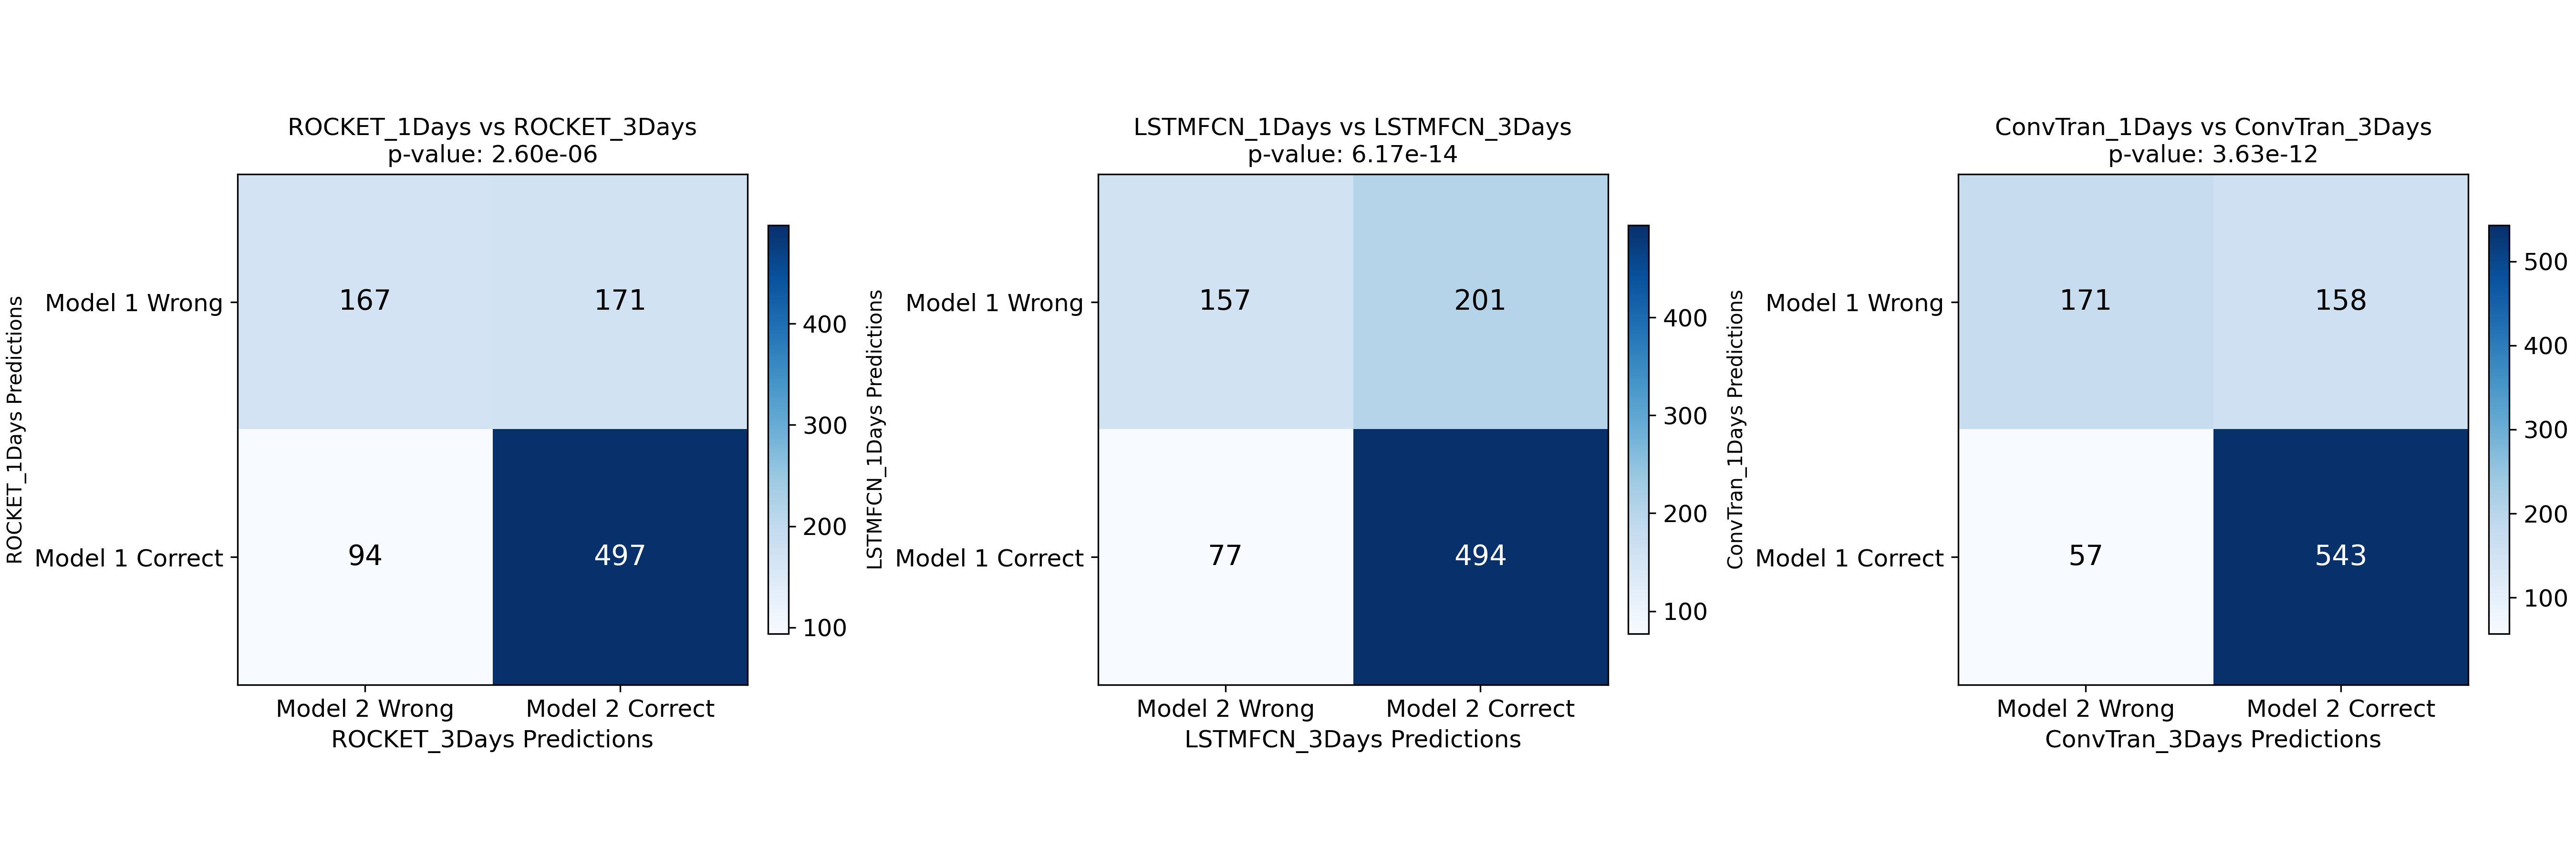 ROCKET_1Days vs ROCKET_3Days
p-value: 2.60e-06
ROCKET_1Days Predictions
Model 1 Wrong
167
171
Model 1 Correct
94
497
Model 2 Wrong
Model 2 Correct
ROCKET_3Days Predictions
400
300
200
100
LSTMFCN_1Days vs LSTMFCN_3Days
p-value: 6.17e-14
LSTMFCN_1Days Predictions
Model 1 Wrong
157
201
Model 1 Correct
77
494
Model 2 Wrong
Model 2 Correct
LSTMFCN_3Days Predictions
400
300
200
100
ConvTran_1Days vs ConvTran_3Days
p-value: 3.63e-12
ConvTran_1Days Predictions
Model 1 Wrong
171
158
Model 1 Correct
57
543
Model 2 Wrong
Model 2 Correct
ConvTran_3Days Predictions
500
400
300
200
100